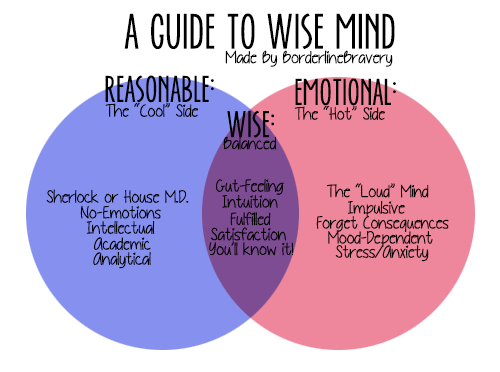 A GUIDE TO WISE MIND
Made By BorderlineBravery
REASONABLE:
The "Cool" Side
EMOTIONAL:
The "Hot" Side
WISE:
Balanced
Sherlock or House M.D.
No-Emotions
Intellectual
Academic
Analytical
Gut-Feeling
Intuition
Fulfilled
Satisfaction
You'll know it!
The "Loud" Mind
Impulsive
Forget Consequences
Mood-Dependent
Stress/Anxiety